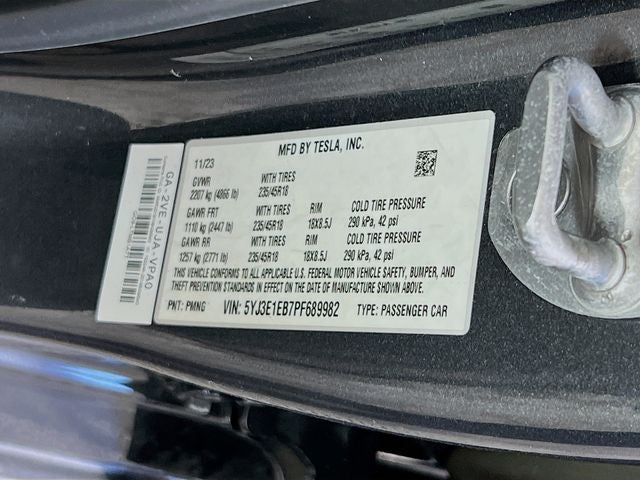 MFD BY TESLA, INC.
11/23
GVWR WITH TIRES
2207 kg (4866 lb) 235/45R18
GAWR FRT WITH TIRES RIM COLD TIRE PRESSURE
1110 kg (2447 lb) 235/45R18 18X8.5J 290 kPa, 42 psi
GAWR RR WITH TIRES RIM COLD TIRE PRESSURE
1257 kg (2771 lb) 235/45R18 18X8.5J 290 kPa, 42 psi
THIS VEHICLE CONFORMS TO ALL APPLICABLE U.S. FEDERAL MOTOR VEHICLE SAFETY, BUMPER, AND
THEFT PREVENTION STANDARDS IN EFFECT ON THE DATE OF MANUFACTURE SHOWN ABOVE.
PNT: PMNG VIN: 5YJ3E1EB7PF689982 TYPE: PASSENGER CAR
GA-2VE-UJA-VPA0